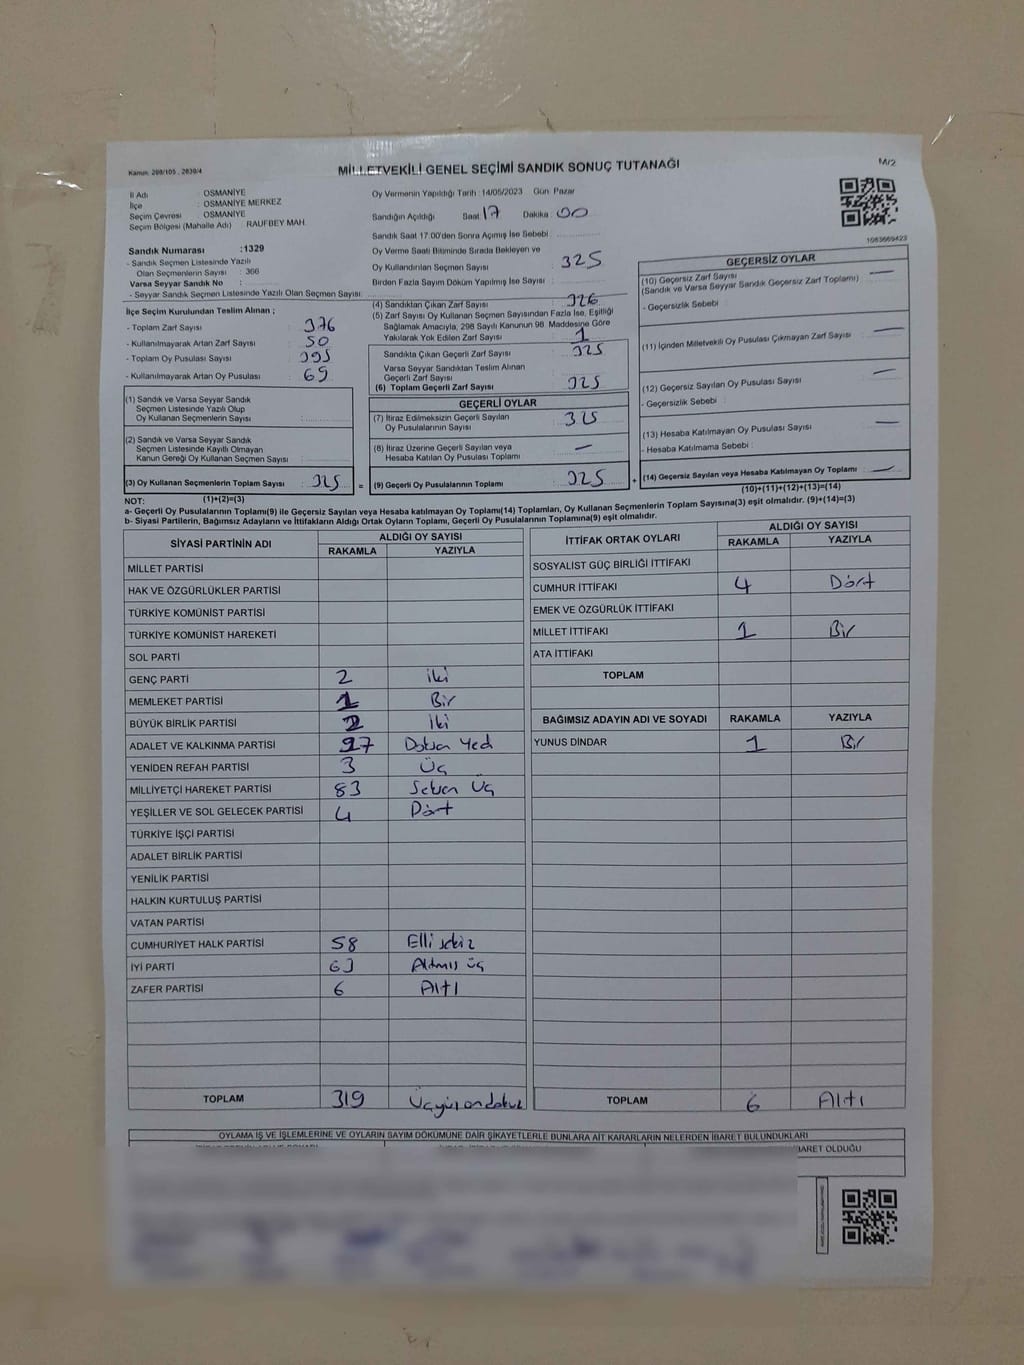 Kanun: 298/105 , 2839/4
MİLLETVEKİLİ GENEL SEÇİMİ SANDIK SONUÇ TUTANAĞI
M/2
İl Adı : OSMANİYE
İlçe : OSMANİYE MERKEZ
Seçim Çevresi : OSMANİYE
Seçim Bölgesi (Mahalle Adı) RAUFBEY MAH.
Sandık Numarası :1329
- Sandık Seçmen Listesinde Yazılı
Olan Seçmenlerin Sayısı : 366
Varsa Seyyar Sandık No :
- Seyyar Sandık Seçmen Listesinde Yazılı Olan Seçmen Sayısı:
İlçe Seçim Kurulundan Teslim Alınan ;
- Toplam Zarf Sayısı : 376
- Kullanılmayarak Artan Zarf Sayısı : 50
- Toplam Oy Pusulası Sayısı : 395
- Kullanılmayarak Artan Oy Pusulası : 69
(1) Sandık ve Varsa Seyyar Sandık
Seçmen Listesinde Yazılı Olup
Oy Kullanan Seçmenlerin Sayısı :
(2) Sandık ve Varsa Seyyar Sandık
Seçmen Listesinde Kayıtlı Olmayan
Kanun Gereği Oy Kullanan Seçmen Sayısı :
(3) Oy Kullanan Seçmenlerin Toplam Sayısı : 325 =
(1)+(2)=(3)
Oy Vermenin Yapıldığı Tarih :14/05/2023 Gün Pazar
Sandığın Açıldığı Saat 17 Dakika : 00
Sandık Saat 17:00'den Sonra Açmış İse Sebebi :
Oy Verme Saati Bitiminde Sırada Bekleyen ve
Oy Kullandırılan Seçmen Sayısı 325
Birden Fazla Sayım Döküm Yapılmış İse Sayısı :
(4) Sandıktan Çıkan Zarf Sayısı 326
(5) Zarf Sayısı Oy Kullanan Seçmen Sayısından Fazla İse, Eşitliği
Sağlamak Amacıyla, 298 Sayılı Kanunun 98. Maddesine Göre
Yakılarak Yok Edilen Zarf Sayısı : 1
Sandıkta Çıkan Geçerli Zarf Sayısı 325
Varsa Seyyar Sandıktan Teslim Alınan
Geçerli Zarf Sayısı
(6) Toplam Geçerli Zarf Sayısı 325
GEÇERLİ OYLAR
(7) İtiraz Edilmeksizin Geçerli Sayılan
Oy Pusulalarının Sayısı 325
(8) İtiraz Üzerine Geçerli Sayılan veya
Hesaba Katılan Oy Pusulası Toplamı —
(9) Geçerli Oy Pusulalarının Toplamı 325 +
1083669423
GEÇERSİZ OYLAR
(10) Geçersiz Zarf Sayısı
(Sandık ve Varsa Seyyar Sandık Geçersiz Zarf Toplamı) —
- Geçersizlik Sebebi :
(11) İçinden Milletvekili Oy Pusulası Çıkmayan Zarf Sayısı —
(12) Geçersiz Sayılan Oy Pusulası Sayısı —
- Geçersizlik Sebebi :
(13) Hesaba Katılmayan Oy Pusulası Sayısı —
- Hesaba Katılmama Sebebi :
(14) Geçersiz Sayılan veya Hesaba Katılmayan Oy Toplamı —
(10)+(11)+(12)+(13)=(14)
NOT:
a- Geçerli Oy Pusulalarının Toplamı(9) ile Geçersiz Sayılan veya Hesaba katılmayan Oy Toplamı(14) Toplamları, Oy Kullanan Seçmenlerin Toplam Sayısına(3) eşit olmalıdır. (9)+(14)=(3)
b- Siyasi Partilerin, Bağımsız Adayların ve İttifakların Aldığı Ortak Oyların Toplamı, Geçerli Oy Pusulalarının Toplamına(9) eşit olmalıdır.
SİYASİ PARTİNİN ADI ALDIĞI OY SAYISI
RAKAMLA YAZIYLA
MİLLET PARTİSİ
HAK VE ÖZGÜRLÜKLER PARTİSİ
TÜRKİYE KOMÜNİST PARTİSİ
TÜRKİYE KOMÜNİST HAREKETİ
SOL PARTİ
GENÇ PARTİ 2 iki
MEMLEKET PARTİSİ 1 Bir
BÜYÜK BİRLİK PARTİSİ 2 iki
ADALET VE KALKINMA PARTİSİ 97 Doksan Yedi
YENİDEN REFAH PARTİSİ 3 Üç
MİLLİYETÇİ HAREKET PARTİSİ 83 Seksen Üç
YEŞİLLER VE SOL GELECEK PARTİSİ 4 Dört
TÜRKİYE İŞÇİ PARTİSİ
ADALET BİRLİK PARTİSİ
YENİLİK PARTİSİ
HALKIN KURTULUŞ PARTİSİ
VATAN PARTİSİ
CUMHURİYET HALK PARTİSİ 58 Elli sekiz
İYİ PARTİ 63 Altmış üç
ZAFER PARTİSİ 6 Altı
TOPLAM 319 Üçyüz ondokuz
İTTİFAK ORTAK OYLARI ALDIĞI OY SAYISI
RAKAMLA YAZIYLA
SOSYALİST GÜÇ BİRLİĞİ İTTİFAKI
CUMHUR İTTİFAKI 4 Dört
EMEK VE ÖZGÜRLÜK İTTİFAKI
MİLLET İTTİFAKI 1 Bir
ATA İTTİFAKI
TOPLAM
BAĞIMSIZ ADAYIN ADI VE SOYADI RAKAMLA YAZIYLA
YUNUS DİNDAR 1 Bir
TOPLAM 6 Altı
OYLAMA İŞ VE İŞLEMLERİNE VE OYLARIN SAYIM DÖKÜMÜNE DAİR ŞİKAYETLERLE BUNLARA AİT KARARLARIN NELERDEN İBARET BULUNDUKLARI
İBARET OLDUĞU